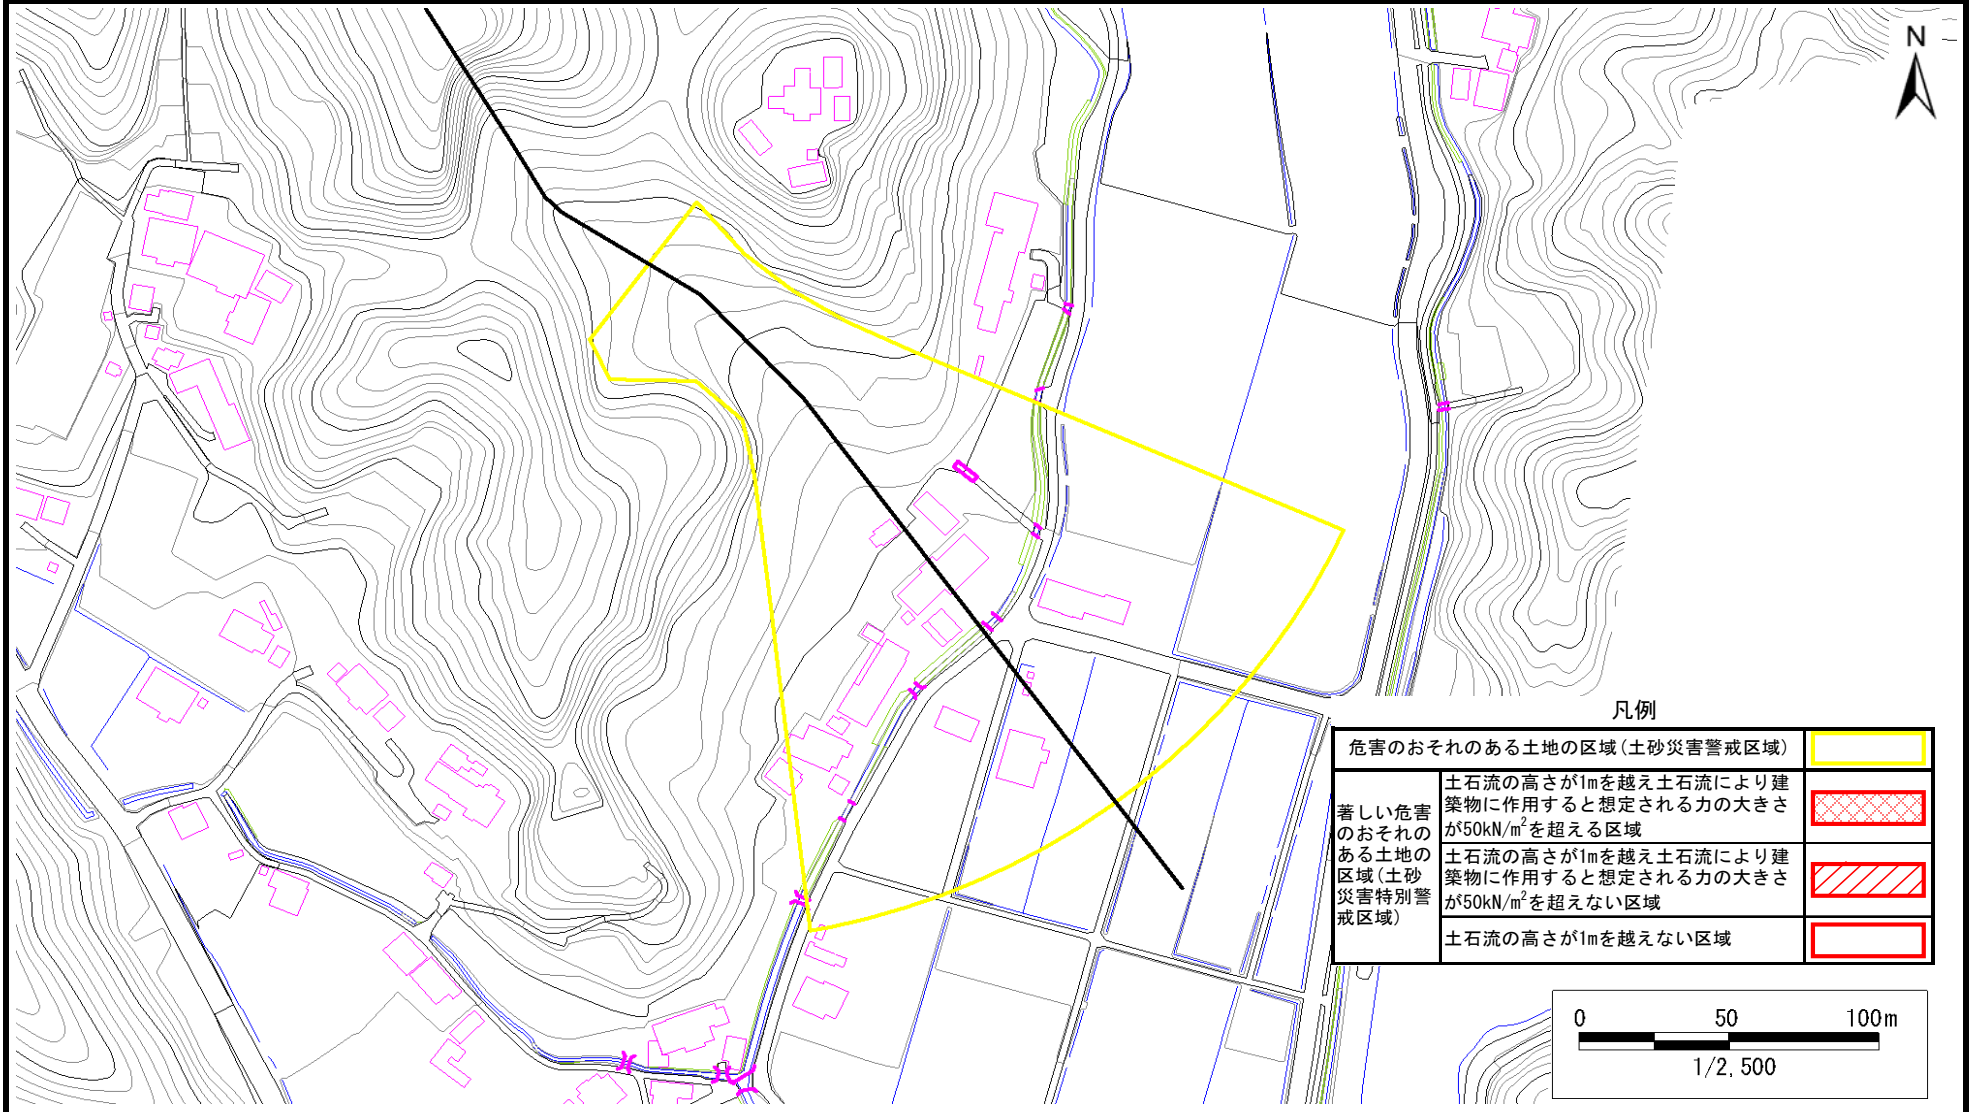 N
凡例
危害のおそれのある土地の区域(土砂災害警戒区域)
著しい危害
のおそれの
ある土地の
区域(土砂
災害特別警
戒区域)
土石流の高さが1mを越え土石流により建
築物に作用すると想定される力の大きさ
が50kN/m²を超える区域
土石流の高さが1mを越え土石流により建
築物に作用すると想定される力の大きさ
が50kN/m²を超えない区域
土石流の高さが1mを越えない区域
0 50 100m
1/2,500